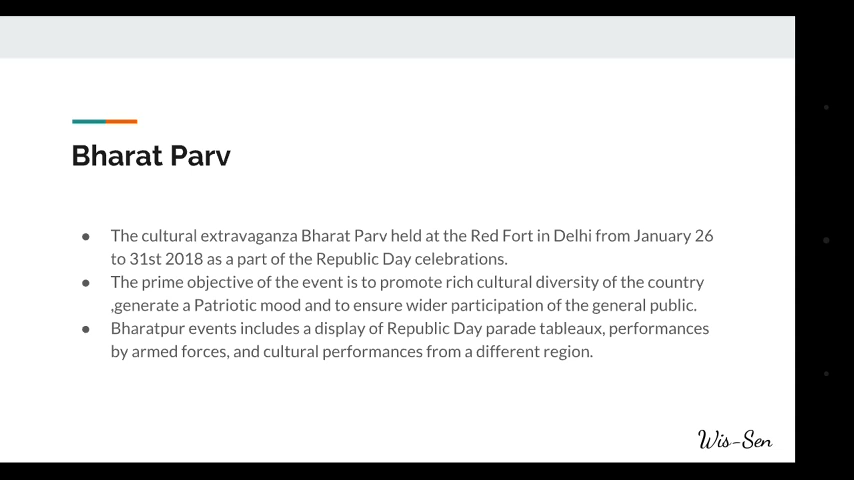 Bharat Parv
● The cultural extravaganza Bharat Parv held at the Red Fort in Delhi from January 26
to 31st 2018 as a part of the Republic Day celebrations.
● The prime objective of the event is to promote rich cultural diversity of the country
,generate a Patriotic mood and to ensure wider participation of the general public.
● Bharatpur events includes a display of Republic Day parade tableaux, performances
by armed forces, and cultural performances from a different region.
Wis-Sen